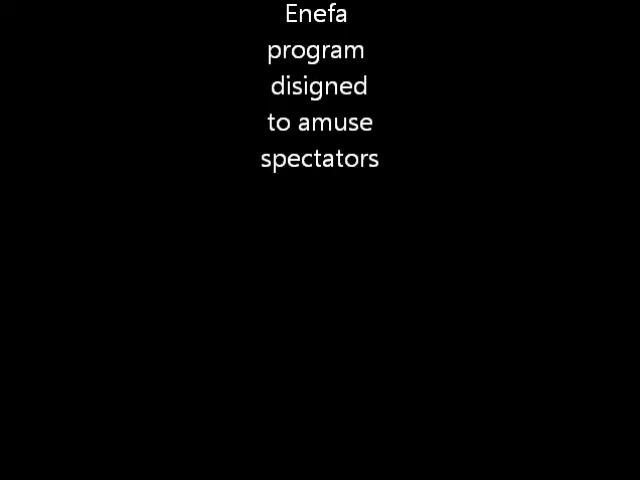 Enefa
program
disigned
to amuse
spectators